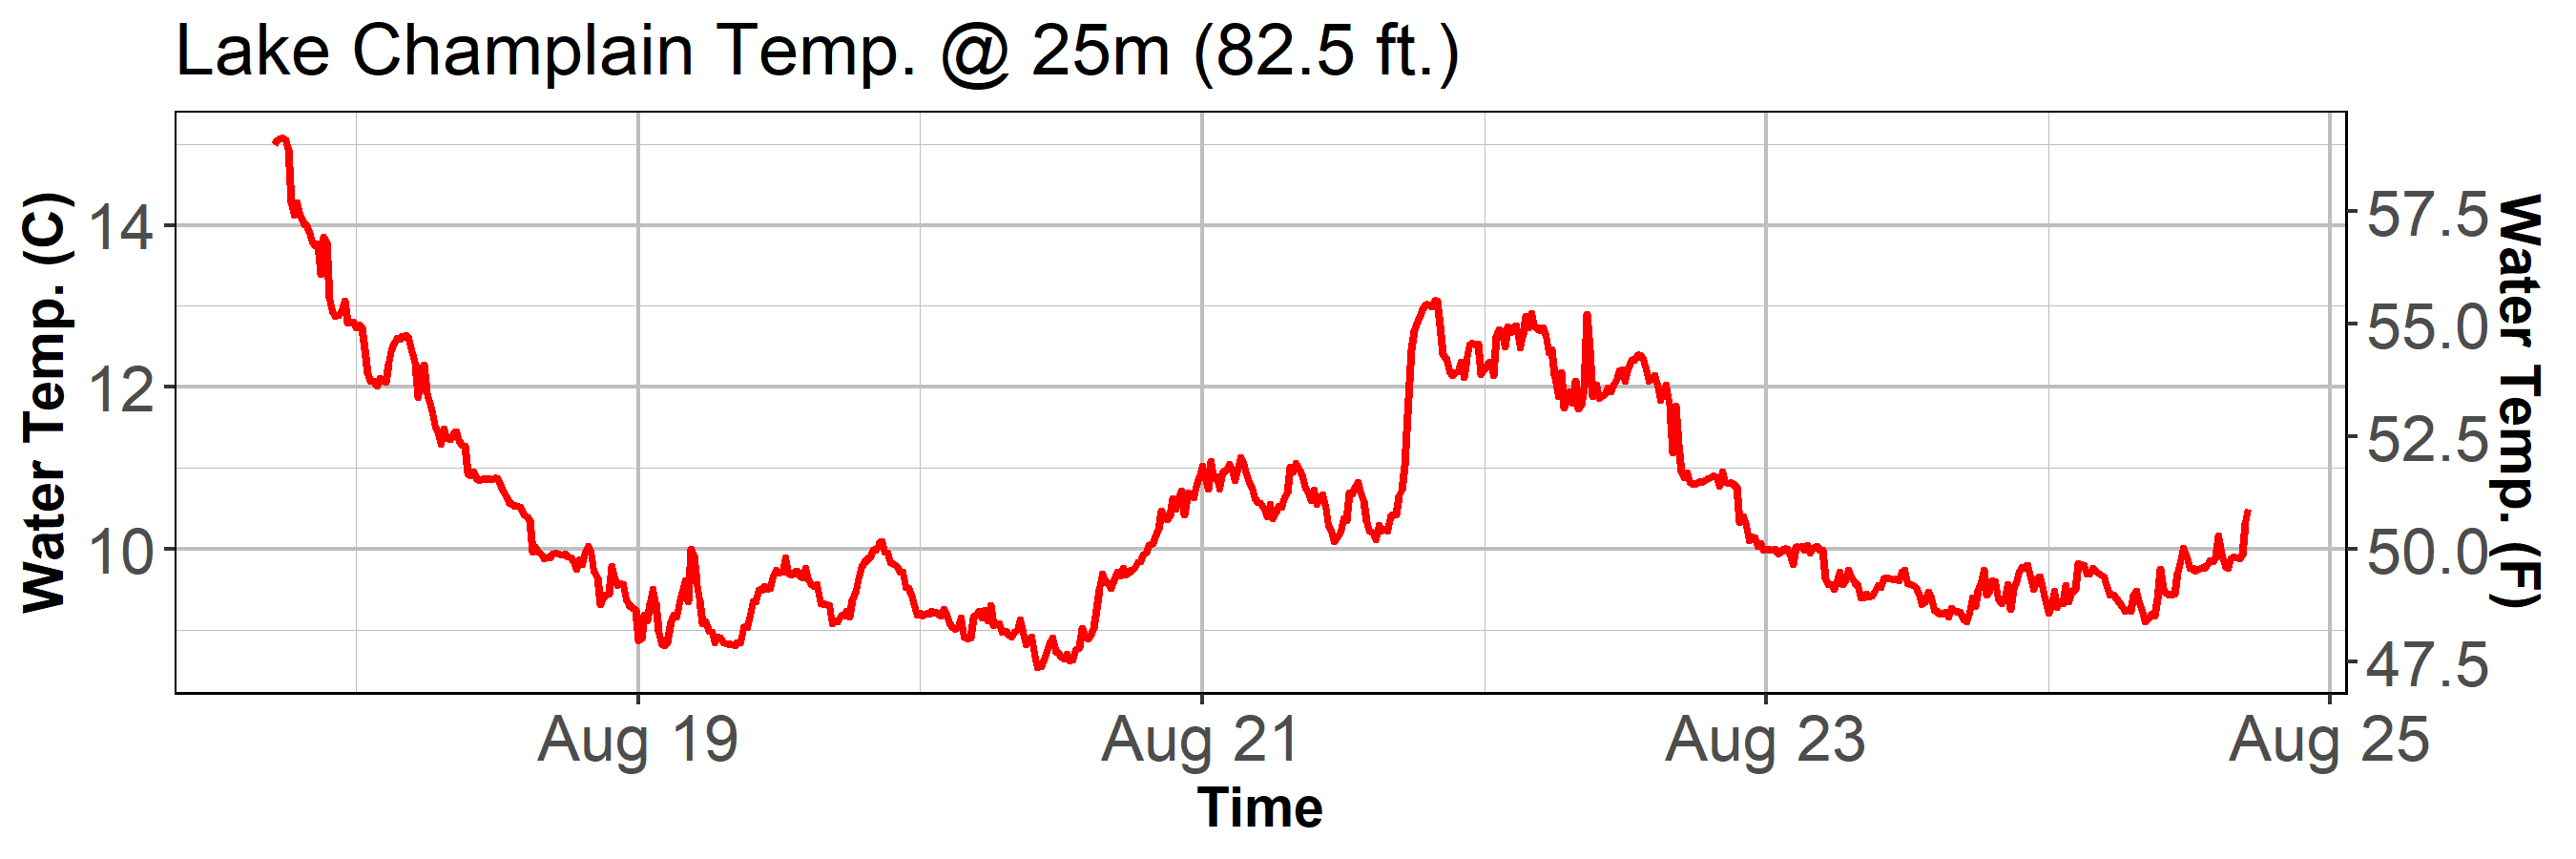 Lake Champlain Temp. @ 25m (82.5 ft.)
Water Temp. (C)
14
12
10
57.5
55.0
52.5
50.0
47.5
Water Temp. (F)
Aug 19
Aug 21
Aug 23
Aug 25
Time